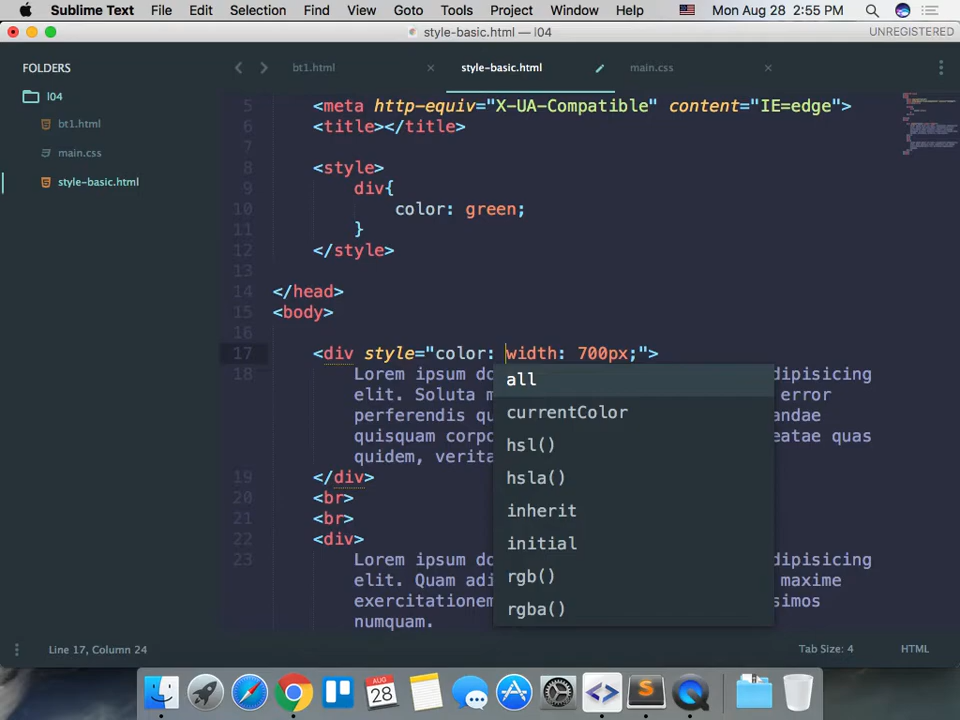 Sublime Text File Edit Selection Find View Goto Tools Project Window Help Mon Aug 28 2:55 PM
style-basic.html — l04 UNREGISTERED
FOLDERS
l04
bt1.html
main.css
style-basic.html
bt1.html style-basic.html main.css
5 <meta http-equiv="X-UA-Compatible" content="IE=edge">
6 <title></title>
7
8 <style>
9 div{
10 color: green;
11 }
12 </style>
13
14 </head>
15 <body>
16
17 <div style="color: width: 700px;">
18 Lorem ipsum do dipisicing
elit. Soluta m error
perferendis qu andae
quisquam corpo eatae quas
quidem, verita
19 </div>
20 <br>
21 <br>
22 <div>
23 Lorem ipsum do dipisicing
elit. Quam adi maxime
exercitationem simos
numquam.
all
currentColor
hsl()
hsla()
inherit
initial
rgb()
rgba()
Line 17, Column 24 Tab Size: 4 HTML
AUG
28